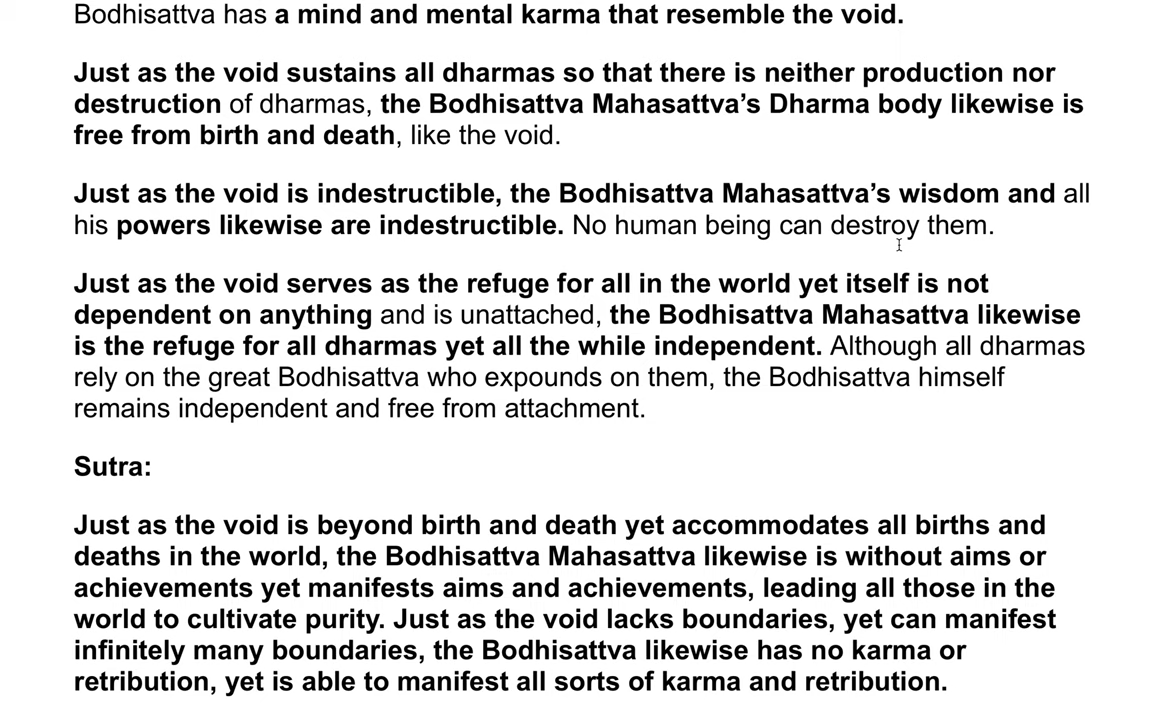 Bodhisattva has a mind and mental karma that resemble the void.
Just as the void sustains all dharmas so that there is neither production nor
destruction of dharmas, the Bodhisattva Mahasattva’s Dharma body likewise is
free from birth and death, like the void.
Just as the void is indestructible, the Bodhisattva Mahasattva’s wisdom and all
his powers likewise are indestructible. No human being can destroy them.
Just as the void serves as the refuge for all in the world yet itself is not
dependent on anything and is unattached, the Bodhisattva Mahasattva likewise
is the refuge for all dharmas yet all the while independent. Although all dharmas
rely on the great Bodhisattva who expounds on them, the Bodhisattva himself
remains independent and free from attachment.
Sutra:
Just as the void is beyond birth and death yet accommodates all births and
deaths in the world, the Bodhisattva Mahasattva likewise is without aims or
achievements yet manifests aims and achievements, leading all those in the
world to cultivate purity. Just as the void lacks boundaries, yet can manifest
infinitely many boundaries, the Bodhisattva likewise has no karma or
retribution, yet is able to manifest all sorts of karma and retribution.